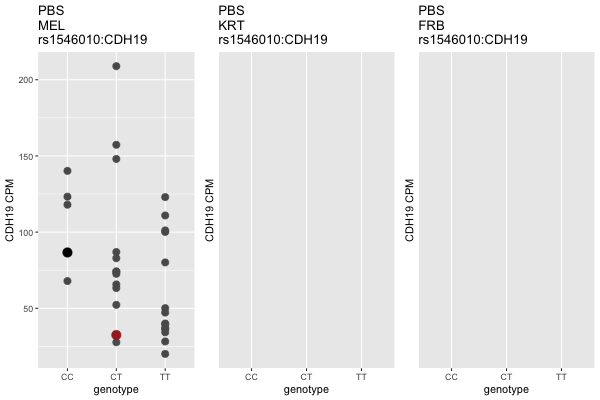 PBS
MEL
rs1546010:CDH19
PBS
KRT
rs1546010:CDH19
PBS
FRB
rs1546010:CDH19
CDH19 CPM
200
150
100
50
CC CT TT
genotype
CDH19 CPM
CC CT TT
genotype
CDH19 CPM
CC CT TT
genotype